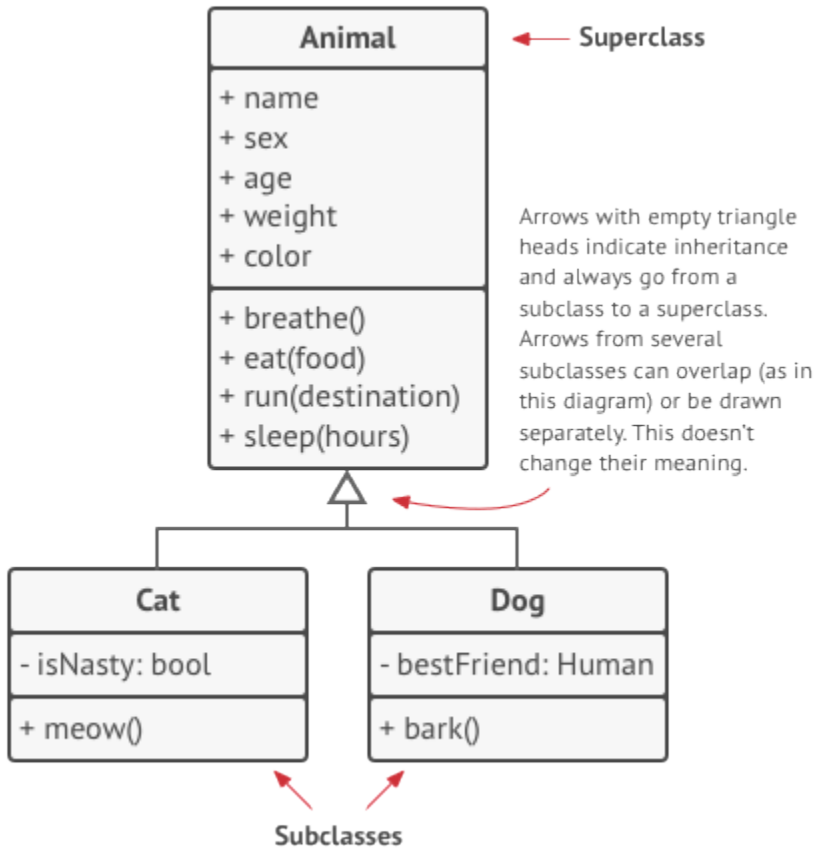 Animal
Superclass
+ name
+ sex
+ age
+ weight
+ color
+ breathe()
+ eat(food)
+ run(destination)
+ sleep(hours)
Arrows with empty triangle
heads indicate inheritance
and always go from a
subclass to a superclass.
Arrows from several
subclasses can overlap (as in
this diagram) or be drawn
separately. This doesn't
change their meaning.
Cat
- isNasty: bool
+ meow()
Dog
- bestFriend: Human
+ bark()
Subclasses